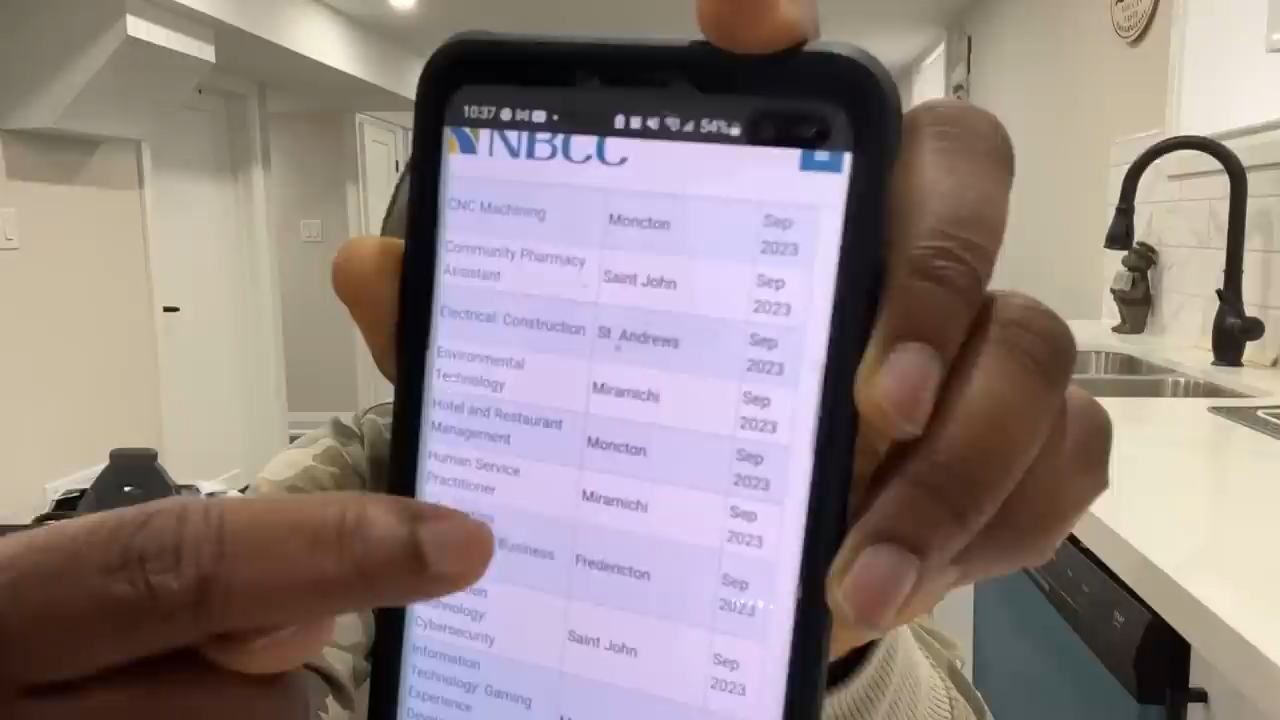 10:37
54%
NBCC
CNC Machining Moncton Sep
2023
Community Pharmacy
Assistant Saint John Sep
2023
Electrical: Construction St. Andrews Sep
2023
Environmental
Technology Miramichi Sep
2023
Hotel and Restaurant
Management Moncton Sep
2023
Human Service
Practitioner Miramichi Sep
2023
Business Fredericton Sep
2023
Cybersecurity Saint John Sep
2023
Information
Technology: Gaming
Experience